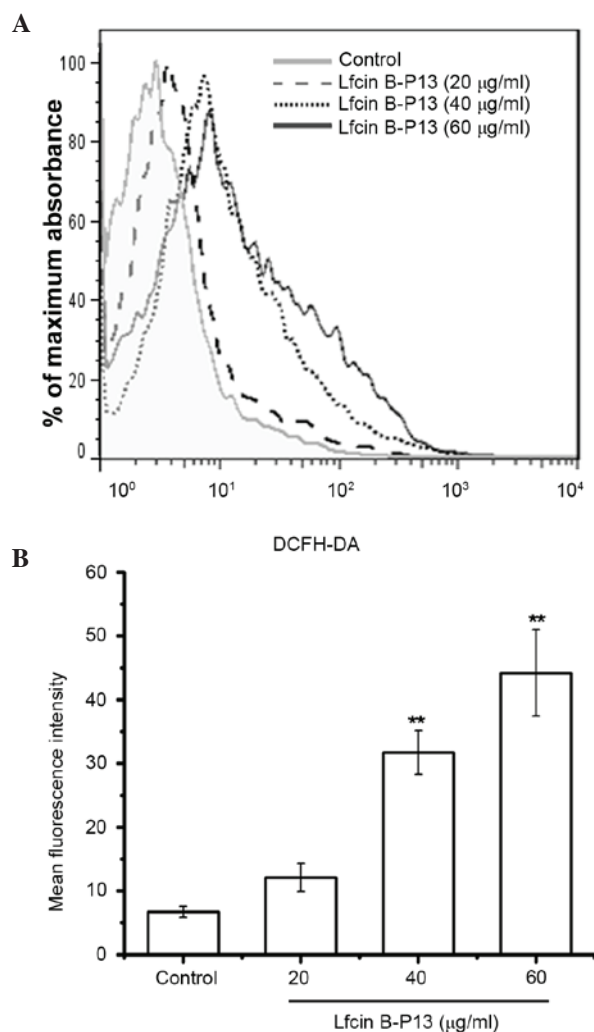 A
% of maximum absorbance
100
80
60
40
20
0
Control
Lfcin B-P13 (20 µg/ml)
Lfcin B-P13 (40 µg/ml)
Lfcin B-P13 (60 µg/ml)
10⁰ 10¹ 10² 10³ 10⁴
DCFH-DA
B
Mean fluorescence intensity
60
50
40
30
20
10
0
**
**
Control 20 40 60
Lfcin B-P13 (µg/ml)